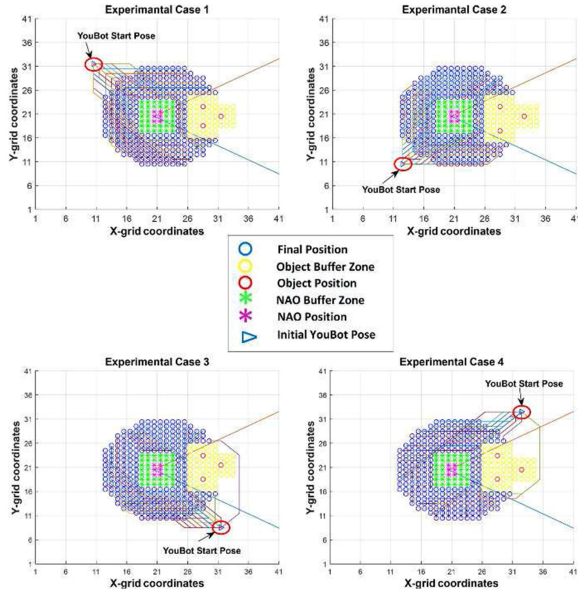 Experimental Case 1
YouBot Start Pose
Y-grid coordinates
41
36
31
26
21
16
11
6
1
1 6 11 16 21 26 31 36 41
X-grid coordinates
Experimental Case 2
YouBot Start Pose
Y-grid coordinates
41
36
31
26
21
16
11
6
1
1 6 11 16 21 26 31 36 41
X-grid coordinates
Final Position
Object Buffer Zone
Object Position
NAO Buffer Zone
NAO Position
Initial YouBot Pose
Experimental Case 3
YouBot Start Pose
Y-grid coordinates
41
36
31
26
21
16
11
6
1
1 6 11 16 21 26 31 36 41
X-grid coordinates
Experimental Case 4
YouBot Start Pose
Y-grid coordinates
41
36
31
26
21
16
11
6
1
1 6 11 16 21 26 31 36 41
X-grid coordinates